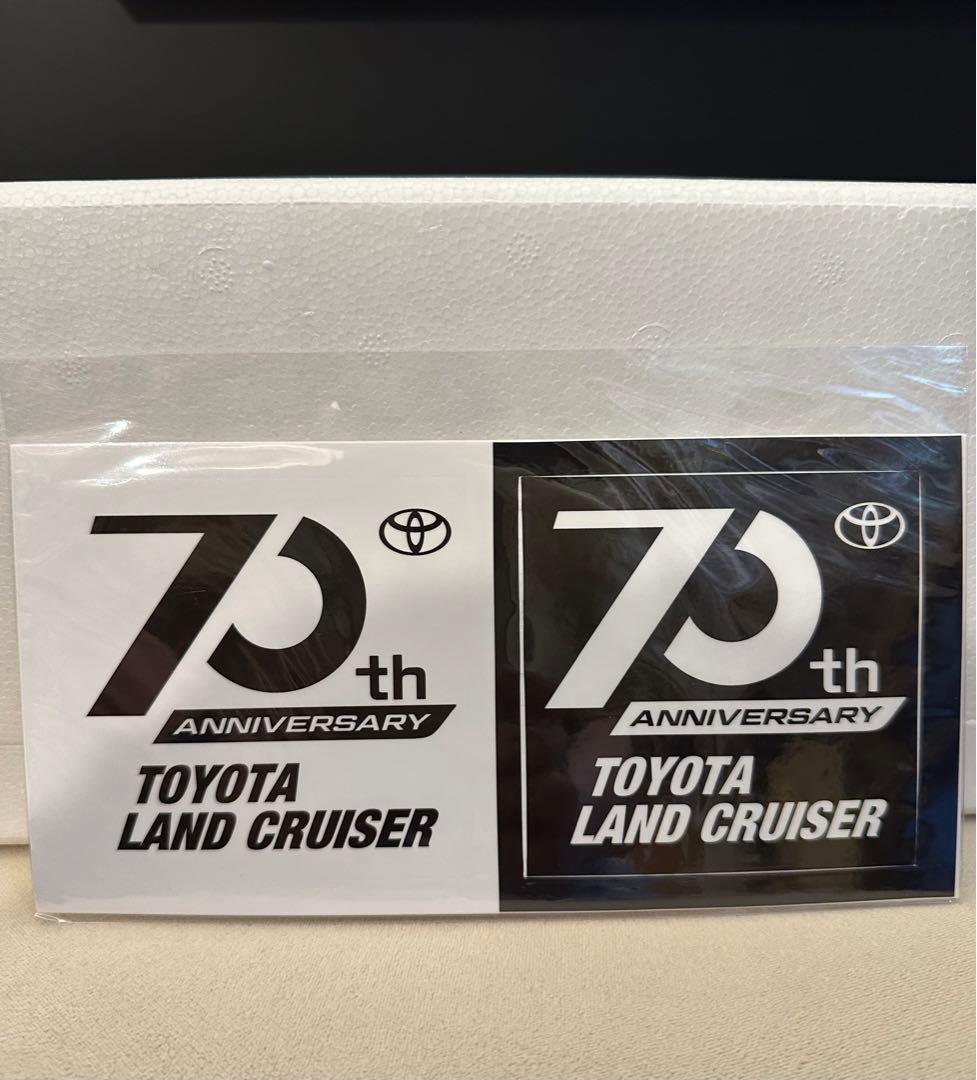 70th
ANNIVERSARY
TOYOTA
LAND CRUISER
70th
ANNIVERSARY
TOYOTA
LAND CRUISER